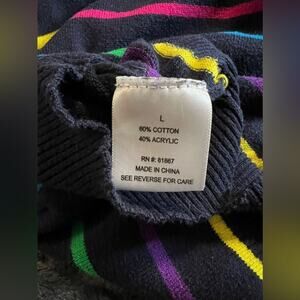 L
60% COTTON
40% ACRYLIC
RN #: 81867
MADE IN CHINA
SEE REVERSE FOR CARE